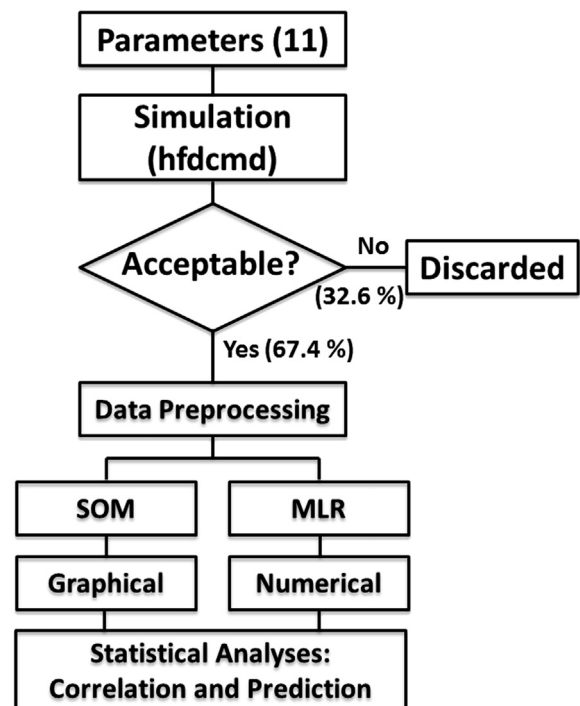 Parameters (11)
Simulation
(hfdcmd)
Acceptable?
No
(32.6 %)
Discarded
Yes (67.4 %)
Data Preprocessing
SOM
MLR
Graphical
Numerical
Statistical Analyses:
Correlation and Prediction